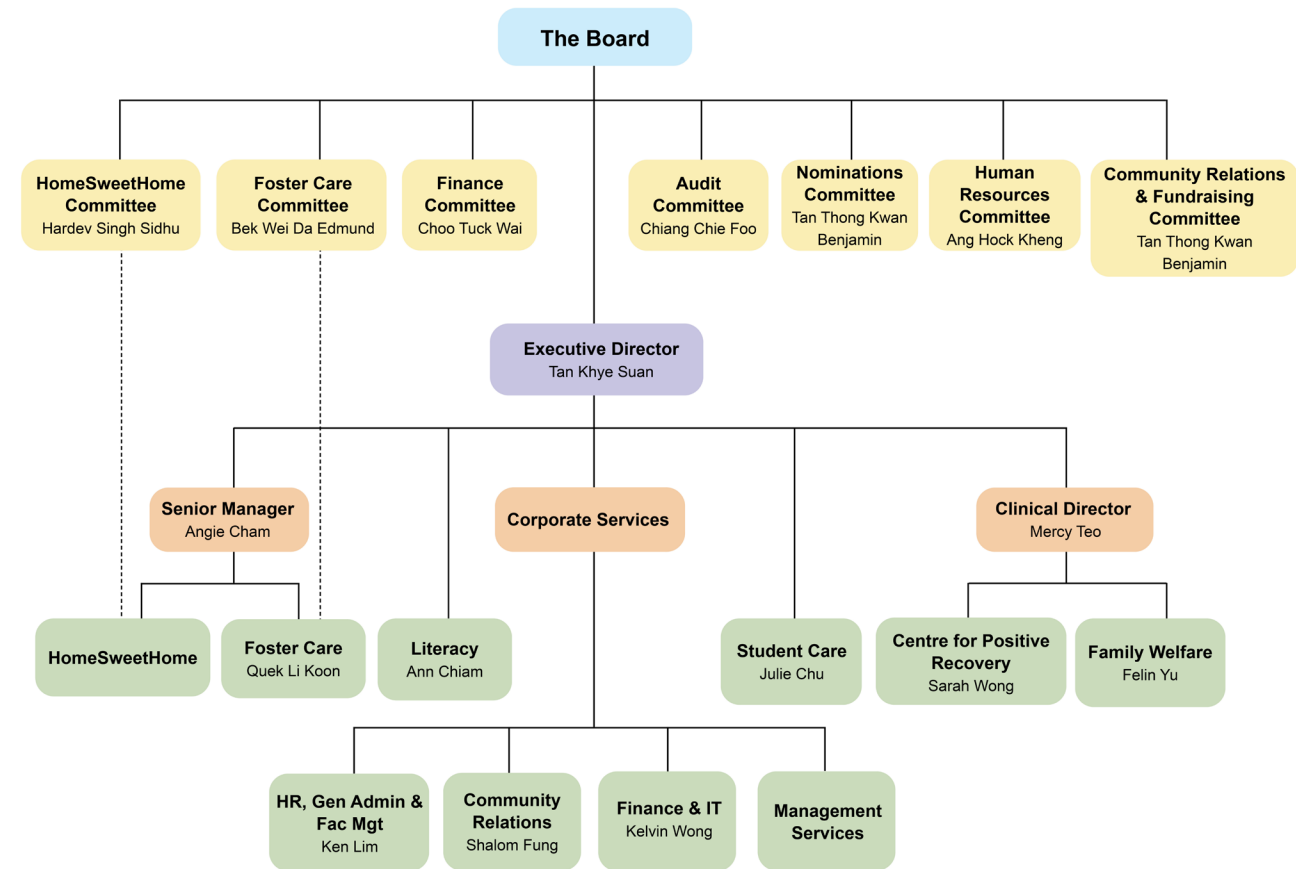 The Board
HomeSweetHome
Committee
Hardev Singh Sidhu
Foster Care
Committee
Bek Wei Da Edmund
Finance
Committee
Choo Tuck Wai
Audit
Committee
Chiang Chie Foo
Nominations
Committee
Tan Thong Kwan
Benjamin
Human
Resources
Committee
Ang Hock Kheng
Community Relations
& Fundraising
Committee
Tan Thong Kwan
Benjamin
Executive Director
Tan Khye Suan
Senior Manager
Angie Cham
Corporate Services
Clinical Director
Mercy Teo
HomeSweetHome
Foster Care
Quek Li Koon
Literacy
Ann Chiam
Student Care
Julie Chu
Centre for Positive
Recovery
Sarah Wong
Family Welfare
Felin Yu
HR, Gen Admin &
Fac Mgt
Ken Lim
Community
Relations
Shalom Fung
Finance & IT
Kelvin Wong
Management
Services